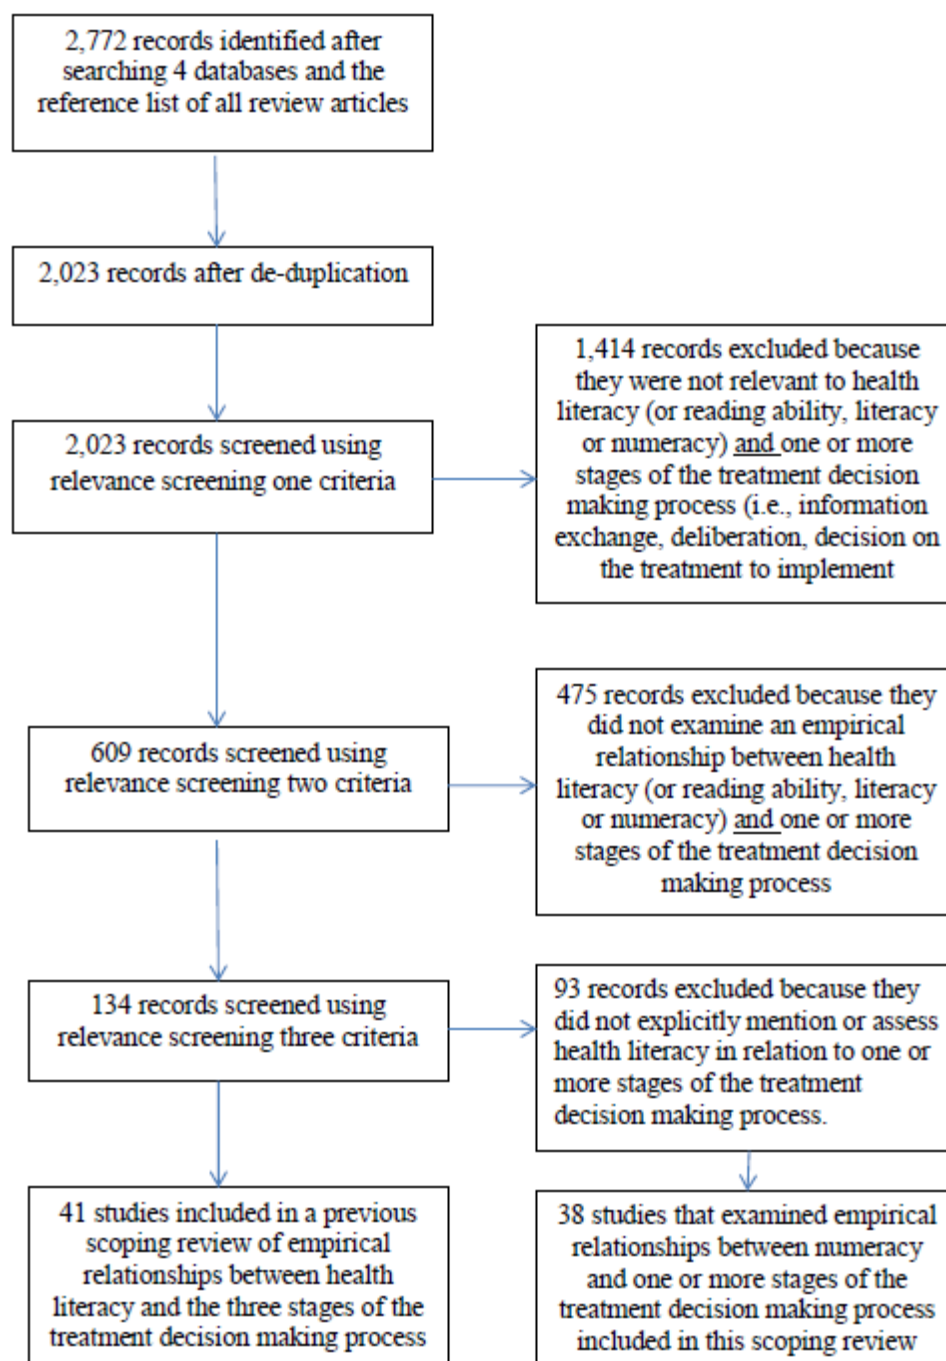 2,772 records identified after
searching 4 databases and the
reference list of all review articles
2,023 records after de-duplication
2,023 records screened using
relevance screening one criteria
1,414 records excluded because
they were not relevant to health
literacy (or reading ability, literacy
or numeracy) and one or more
stages of the treatment decision
making process (i.e., information
exchange, deliberation, decision on
the treatment to implement
609 records screened using
relevance screening two criteria
475 records excluded because they
did not examine an empirical
relationship between health
literacy (or reading ability, literacy
or numeracy) and one or more
stages of the treatment decision
making process
134 records screened using
relevance screening three criteria
93 records excluded because they
did not explicitly mention or assess
health literacy in relation to one or
more stages of the treatment
decision making process.
41 studies included in a previous
scoping review of empirical
relationships between health
literacy and the three stages of the
treatment decision making process
38 studies that examined empirical
relationships between numeracy
and one or more stages of the
treatment decision making process
included in this scoping review